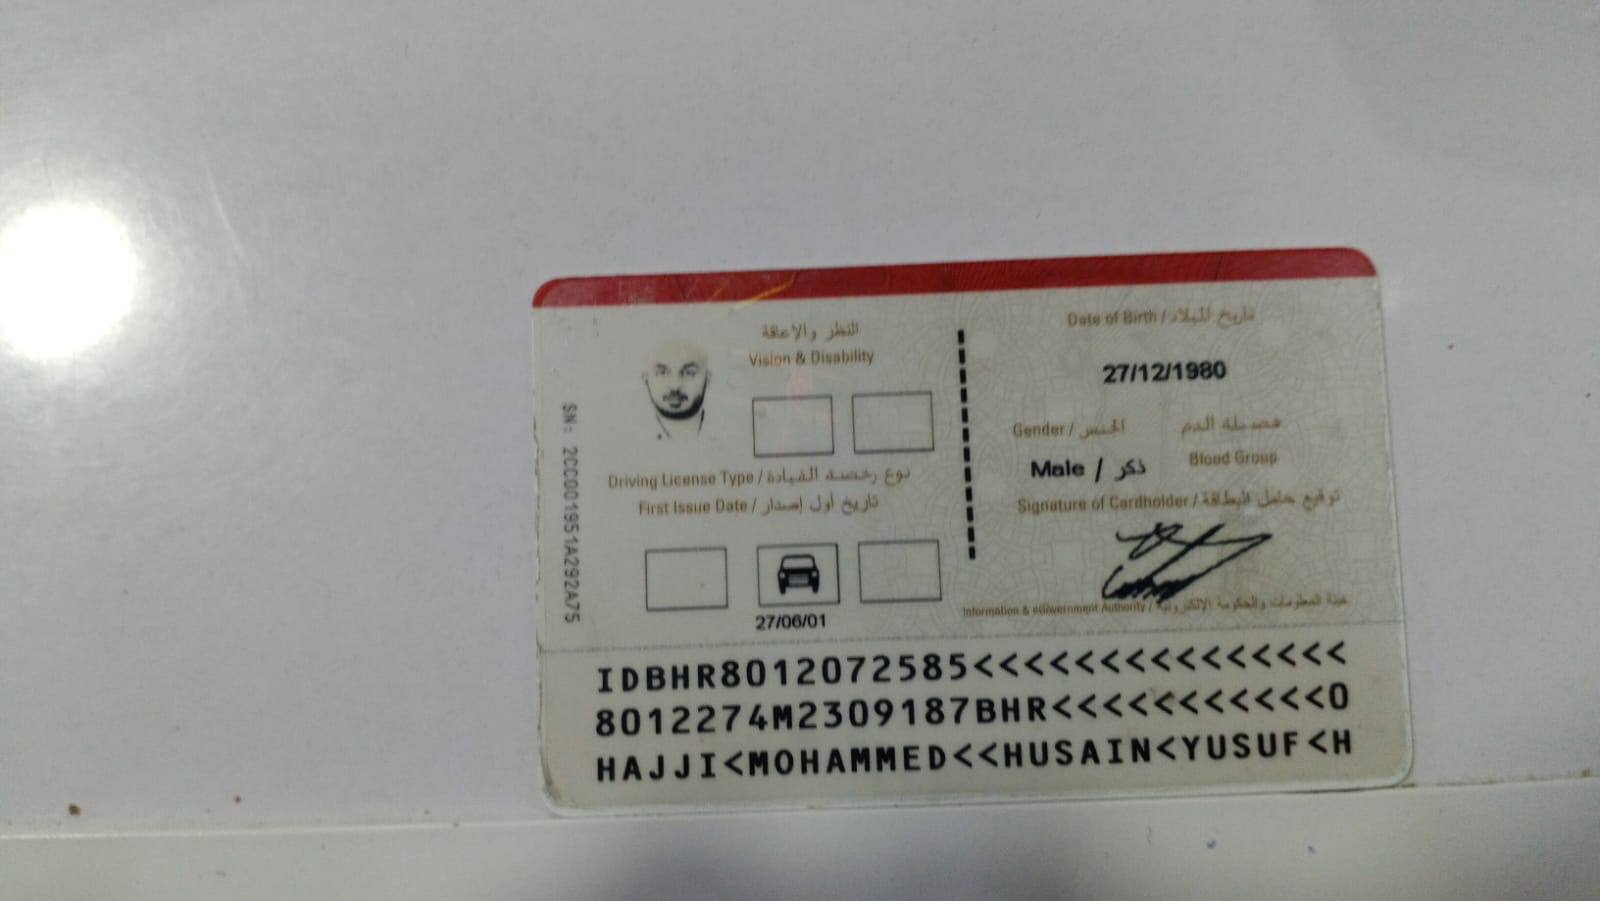 النظر والإعاقة
Vision & Disability
SN: 2CC001951A292A75
Driving License Type / نوع رخصة القيادة
First Issue Date / تاريخ أول إصدار
27/06/01
Date of Birth / تاريخ الميلاد
27/12/1980
Gender / الجنس
فصيلة الدم
Blood Group
Male / ذكر
Signature of Cardholder / توقيع حامل البطاقة
Information & eGovernment Authority / هيئة المعلومات والحكومة الإلكترونية
IDBHR8012072585<<<<<<<<<<<<<<<
8012274M2309187BHR<<<<<<<<<<<0
HAJJI<MOHAMMED<<HUSAIN<YUSUF<H